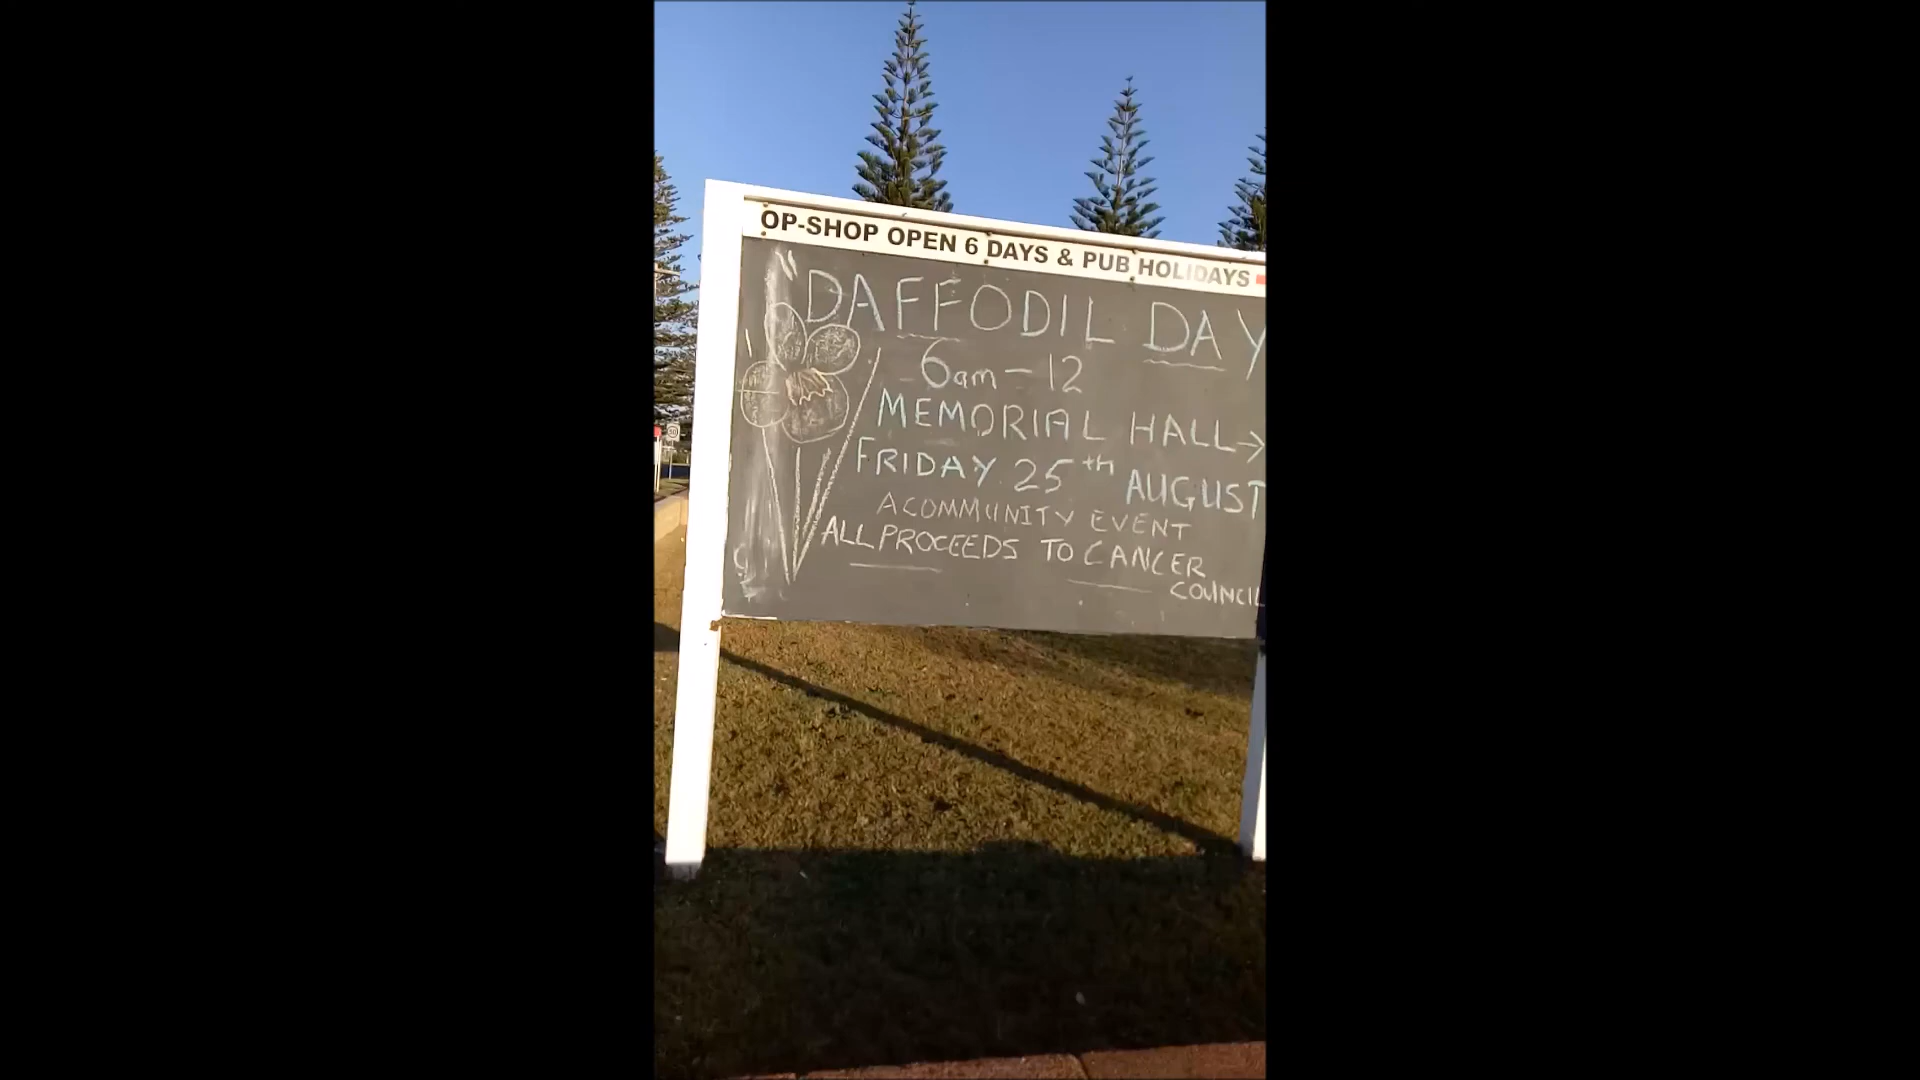 OP-SHOP OPEN 6 DAYS & PUB HOLIDAYS
DAFFODIL DAY
6am - 12
MEMORIAL HALL →
FRIDAY 25th AUGUST
A COMMUNITY EVENT
ALL PROCEEDS TO CANCER
COUNCIL
50